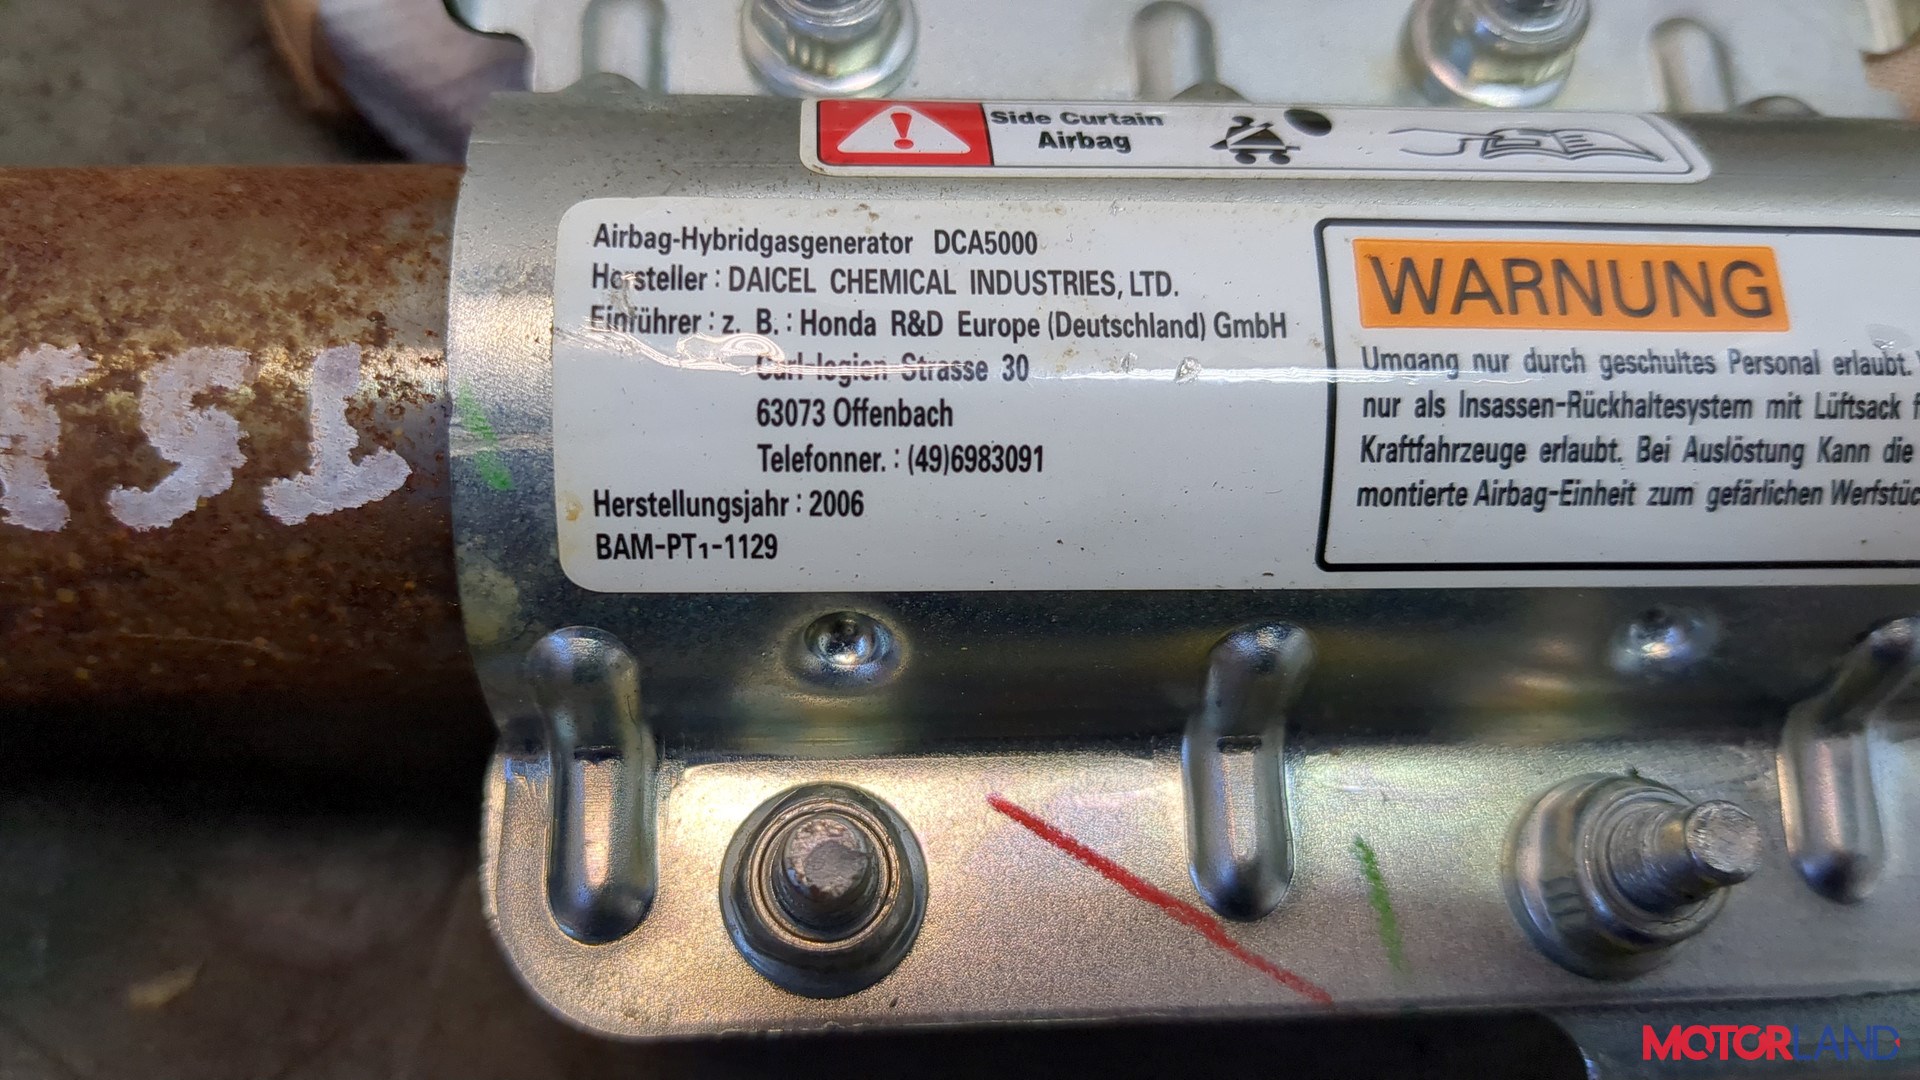 Side Curtain
Airbag
Airbag-Hybridgasgenerator DCA5000
Hersteller : DAICEL CHEMICAL INDUSTRIES, LTD.
Einführer : z. B. : Honda R&D Europe (Deutschland) GmbH
Carl legien Strasse 30
63073 Offenbach
Telefonner. : (49)6983091
Herstellungsjahr : 2006
BAM-PT1-1129
WARNUNG
Umgang nur durch geschultes Personal erlaubt.
nur als Insassen-Rückhaltesystem mit Lüftsack
Kraftfahrzeuge erlaubt. Bei Auslöstung Kann die
montierte Airbag-Einheit zum gefärlichen
MOTORLAND